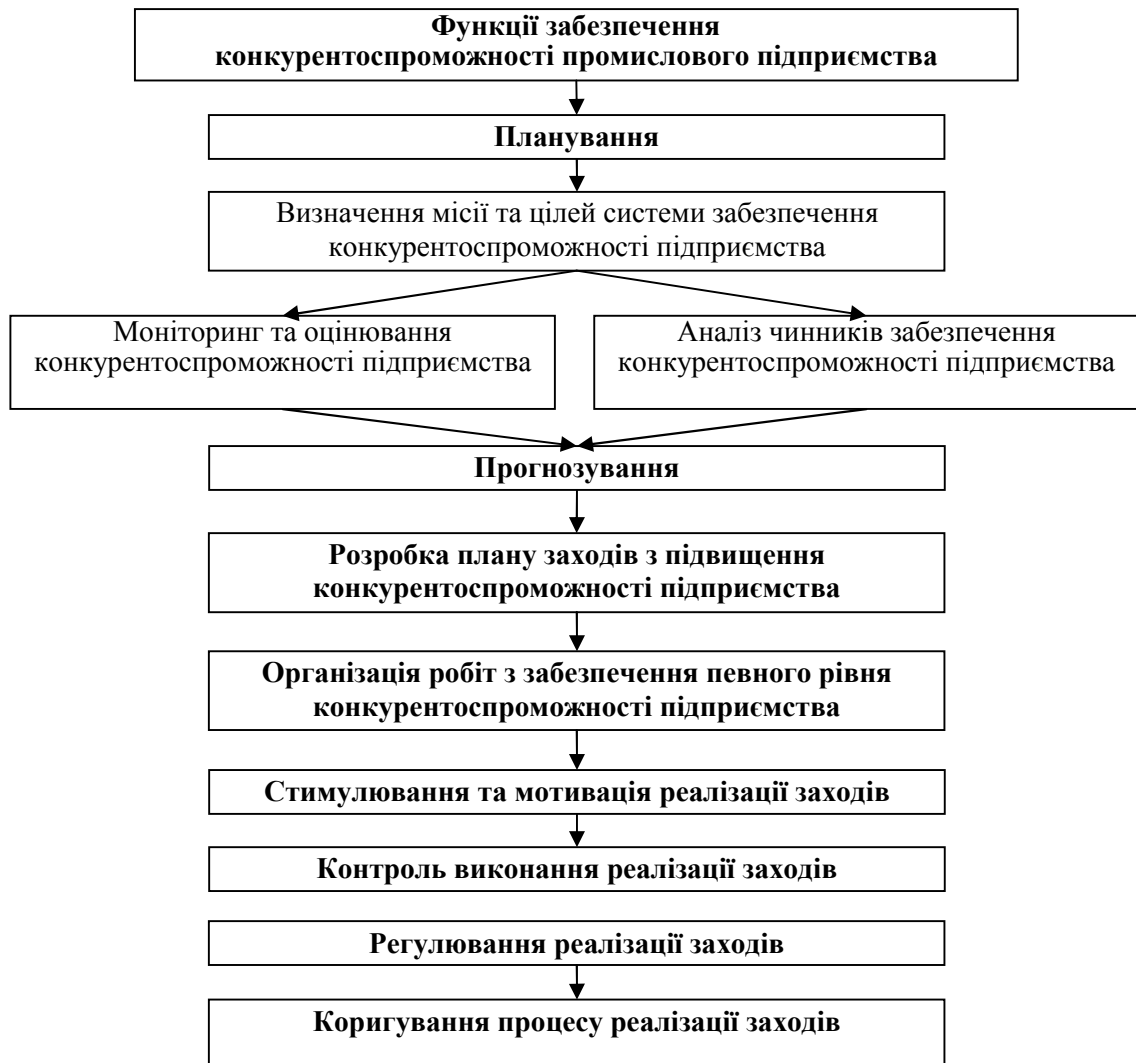 Функції забезпечення
конкурентоспроможності промислового підприємства
Планування
Визначення місії та цілей системи забезпечення
конкурентоспроможності підприємства
Моніторинг та оцінювання
конкурентоспроможності підприємства
Аналіз чинників забезпечення
конкурентоспроможності підприємства
Прогнозування
Розробка плану заходів з підвищення
конкурентоспроможності підприємства
Організація робіт з забезпечення певного рівня
конкурентоспроможності підприємства
Стимулювання та мотивація реалізації заходів
Контроль виконання реалізації заходів
Регулювання реалізації заходів
Коригування процесу реалізації заходів